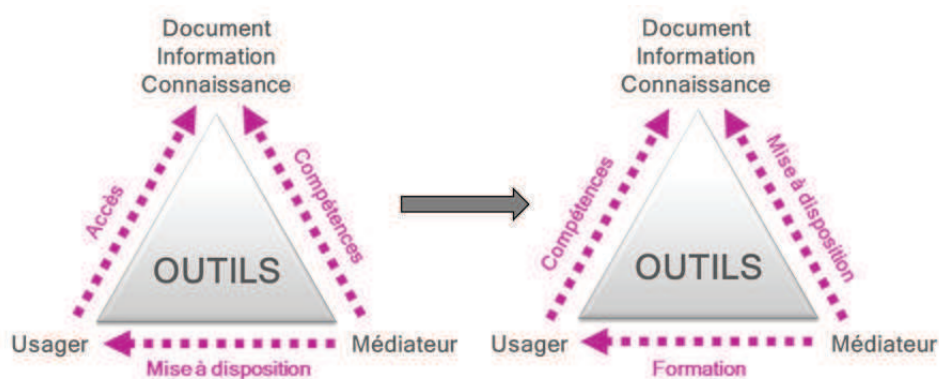 Document
Information
Connaissance
Accès
Compétences
OUTILS
Usager
Médiateur
Mise à disposition
Document
Information
Connaissance
Compétences
Mise à disposition
OUTILS
Usager
Médiateur
Formation